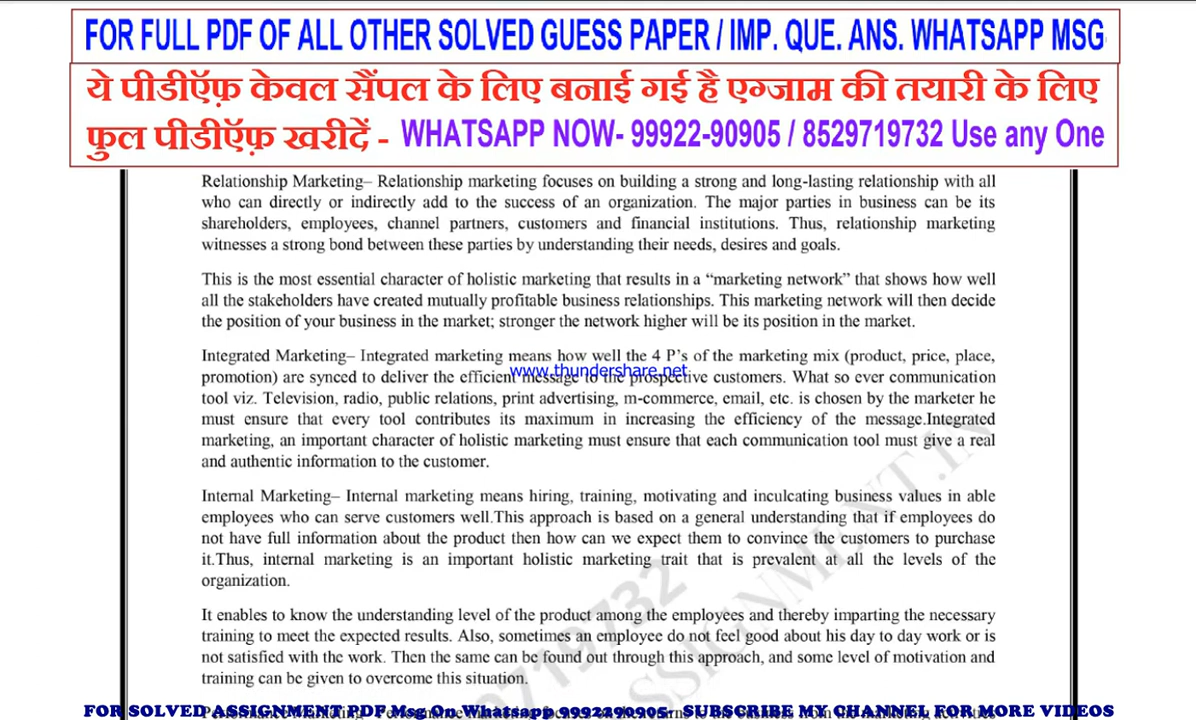 FOR FULL PDF OF ALL OTHER SOLVED GUESS PAPER / IMP. QUE. ANS. WHATSAPP MSG
ये पीडीऍफ़ केवल सैंपल के लिए बनाई गई है एग्जाम की तयारी के लिए
फुल पीडीऍफ़ खरीदें - WHATSAPP NOW- 99922-90905 / 8529719732 Use any One
Relationship Marketing– Relationship marketing focuses on building a strong and long-lasting relationship with all
who can directly or indirectly add to the success of an organization. The major parties in business can be its
shareholders, employees, channel partners, customers and financial institutions. Thus, relationship marketing
witnesses a strong bond between these parties by understanding their needs, desires and goals.
This is the most essential character of holistic marketing that results in a “marketing network” that shows how well
all the stakeholders have created mutually profitable business relationships. This marketing network will then decide
the position of your business in the market; stronger the network higher will be its position in the market.
Integrated Marketing– Integrated marketing means how well the 4 P’s of the marketing mix (product, price, place,
www.thundershare.net
promotion) are synced to deliver the efficient message to the prospective customers. What so ever communication
tool viz. Television, radio, public relations, print advertising, m-commerce, email, etc. is chosen by the marketer he
must ensure that every tool contributes its maximum in increasing the efficiency of the message.Integrated
marketing, an important character of holistic marketing must ensure that each communication tool must give a real
and authentic information to the customer.
Internal Marketing– Internal marketing means hiring, training, motivating and inculcating business values in able
employees who can serve customers well.This approach is based on a general understanding that if employees do
not have full information about the product then how can we expect them to convince the customers to purchase
it.Thus, internal marketing is an important holistic marketing trait that is prevalent at all the levels of the
organization.
It enables to know the understanding level of the product among the employees and thereby imparting the necessary
training to meet the expected results. Also, sometimes an employee do not feel good about his day to day work or is
not satisfied with the work. Then the same can be found out through this approach, and some level of motivation and
training can be given to overcome this situation.
9719732
SSIGNMENT.IN
FOR SOLVED ASSIGNMENT PDF Msg On Whatsapp 9992290905- SUBSCRIBE MY CHANNEL FOR MORE VIDEOS